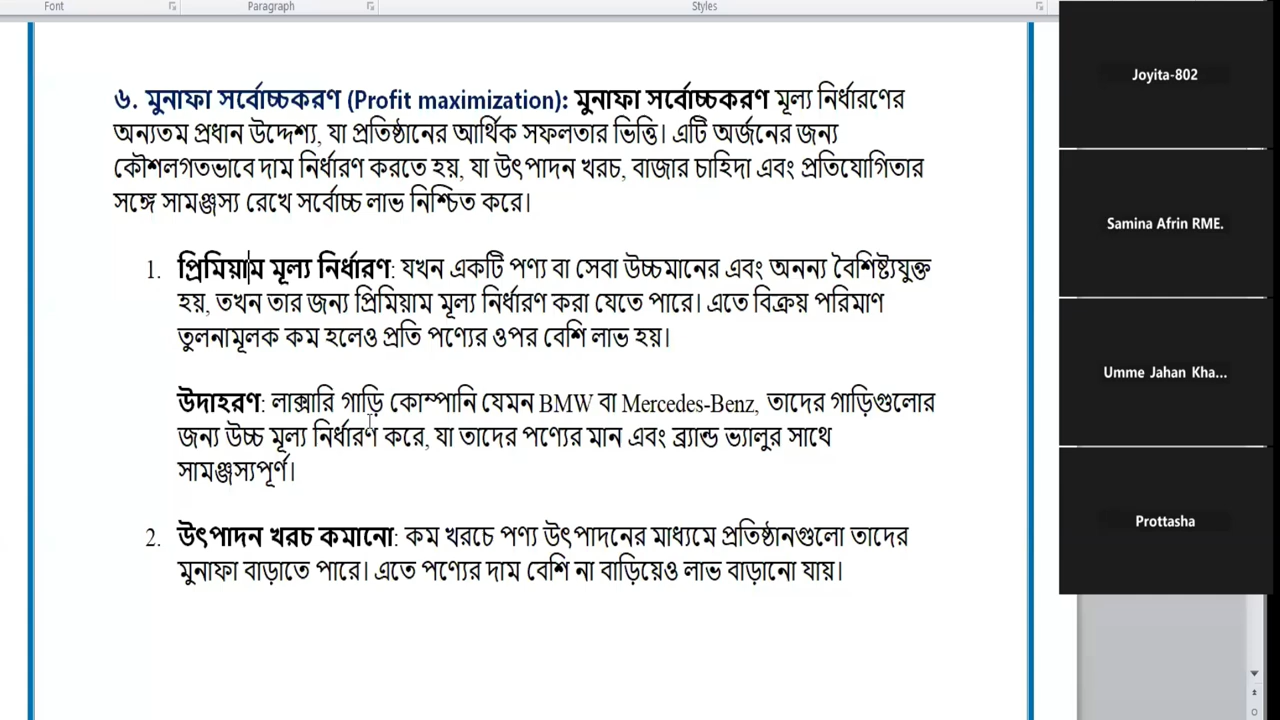 Font
Paragraph
Styles
৬. মুনাফা সর্বোচ্চকরণ (Profit maximization): মুনাফা সর্বোচ্চকরণ মূল্য নির্ধারণের
অন্যতম প্রধান উদ্দেশ্য, যা প্রতিষ্ঠানের আর্থিক সফলতার ভিত্তি। এটি অর্জনের জন্য
কৌশলগতভাবে দাম নির্ধারণ করতে হয়, যা উৎপাদন খরচ, বাজার চাহিদা এবং প্রতিযোগিতার
সঙ্গে সামঞ্জস্য রেখে সর্বোচ্চ লাভ নিশ্চিত করে।
1. প্রিমিয়াম মূল্য নির্ধারণ: যখন একটি পণ্য বা সেবা উচ্চমানের এবং অনন্য বৈশিষ্ট্যযুক্ত
হয়, তখন তার জন্য প্রিমিয়াম মূল্য নির্ধারণ করা যেতে পারে। এতে বিক্রয় পরিমাণ
তুলনামূলক কম হলেও প্রতি পণ্যের ওপর বেশি লাভ হয়।
উদাহরণ: লাক্সারি গাড়ি কোম্পানি যেমন BMW বা Mercedes-Benz, তাদের গাড়িগুলোর
জন্য উচ্চ মূল্য নির্ধারণ করে, যা তাদের পণ্যের মান এবং ব্র্যান্ড ভ্যালুর সাথে
সামঞ্জস্যপূর্ণ।
2. উৎপাদন খরচ কমানো: কম খরচে পণ্য উৎপাদনের মাধ্যমে প্রতিষ্ঠানগুলো তাদের
মুনাফা বাড়াতে পারে। এতে পণ্যের দাম বেশি না বাড়িয়েও লাভ বাড়ানো যায়।
Joyita-802
Samina Afrin RME.
Umme Jahan Kha...
Prottasha